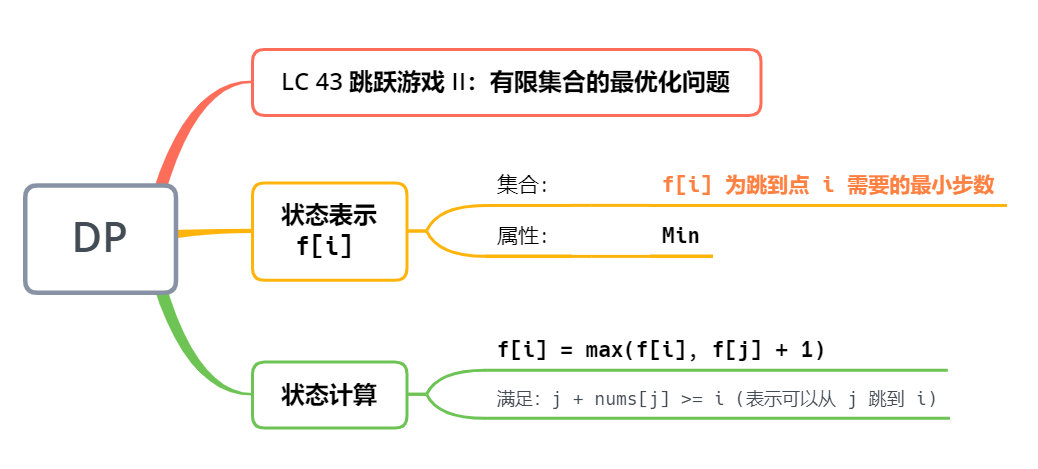 LC 43 跳跃游戏 II：有限集合的最优化问题
DP
状态表示
f[i]
集合： f[i] 为跳到点 i 需要的最小步数
属性： Min
状态计算
f[i] = max(f[i], f[j] + 1)
满足：j + nums[j] >= i (表示可以从 j 跳到 i)